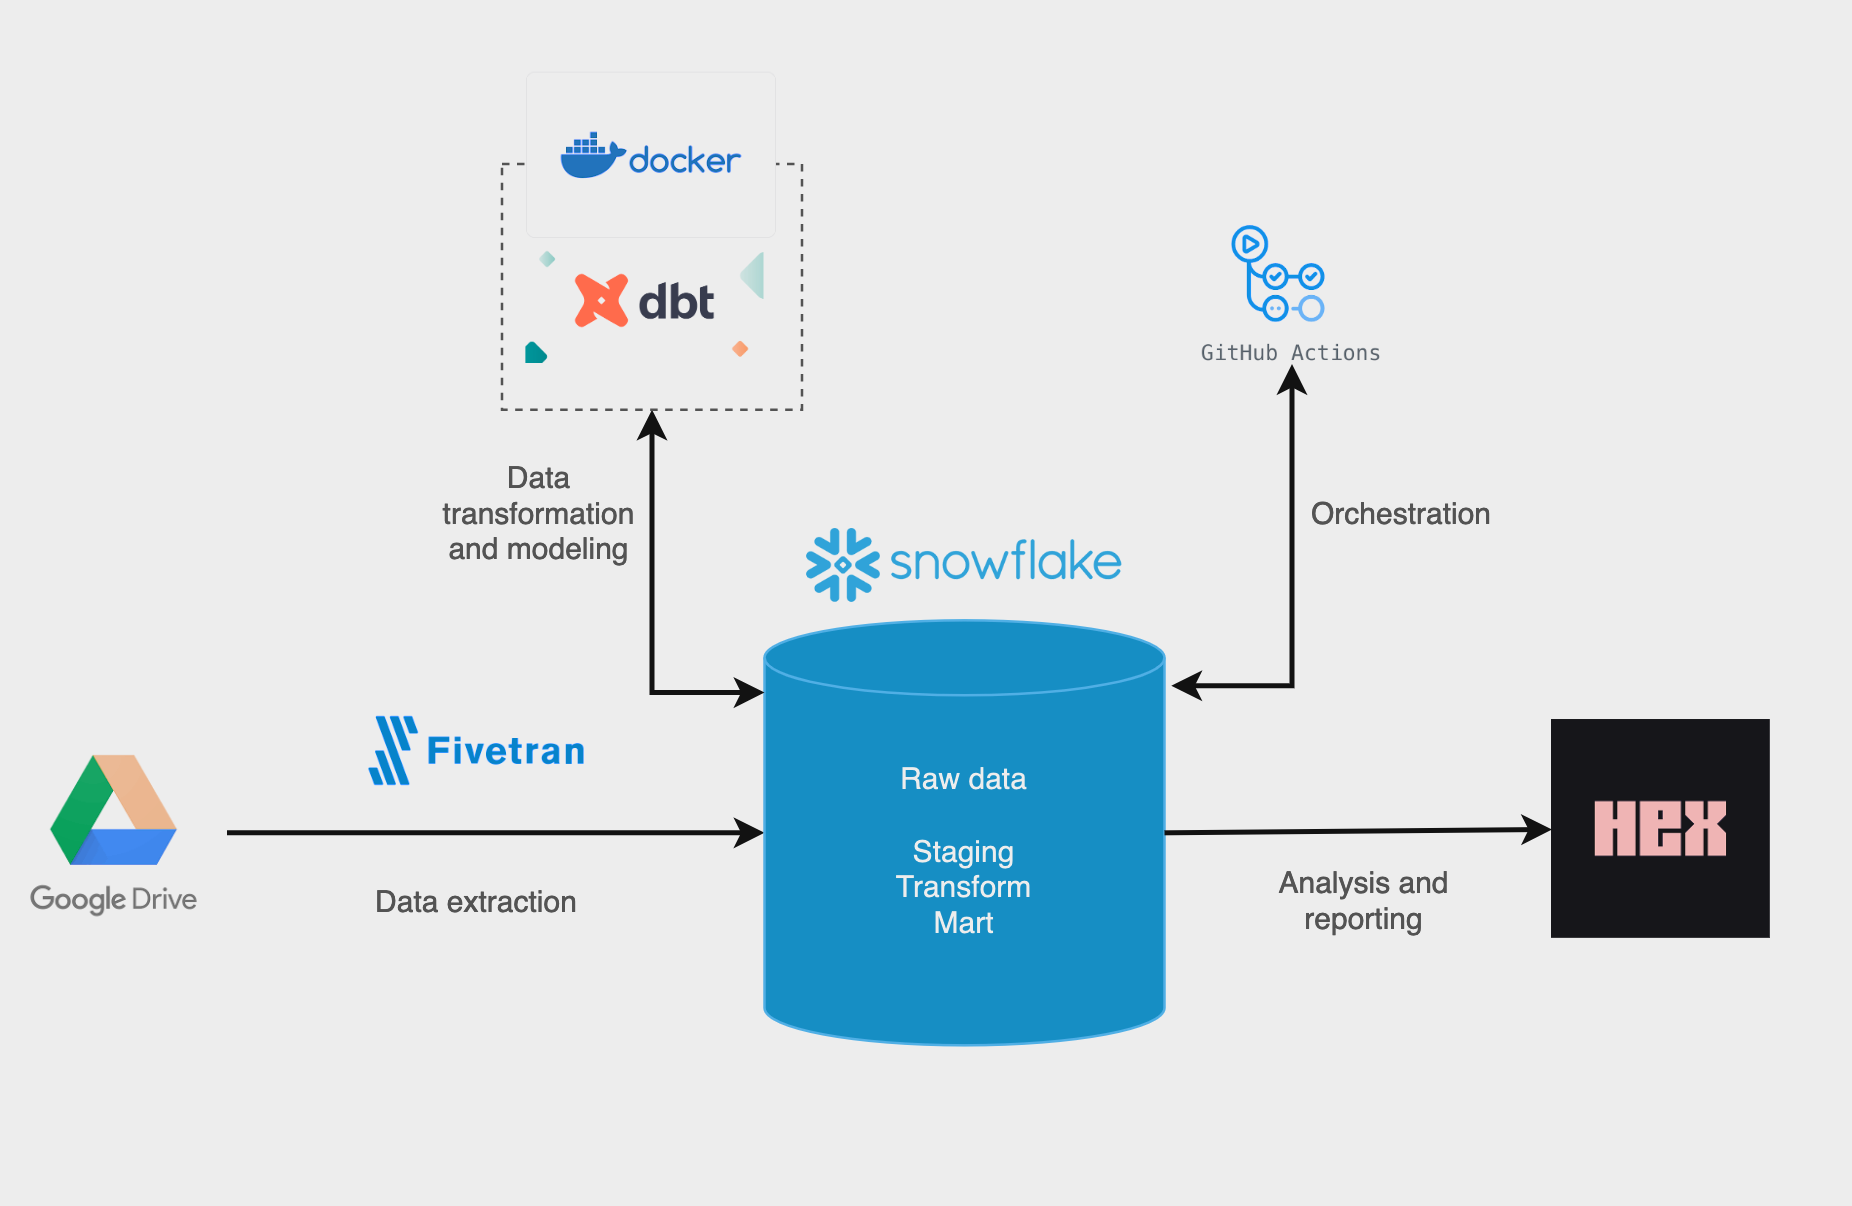 docker
dbt
GitHub Actions
Data
transformation
and modeling
Orchestration
snowflake
Fivetran
Raw data
Staging
Transform
Mart
HEX
Google Drive
Data extraction
Analysis and
reporting